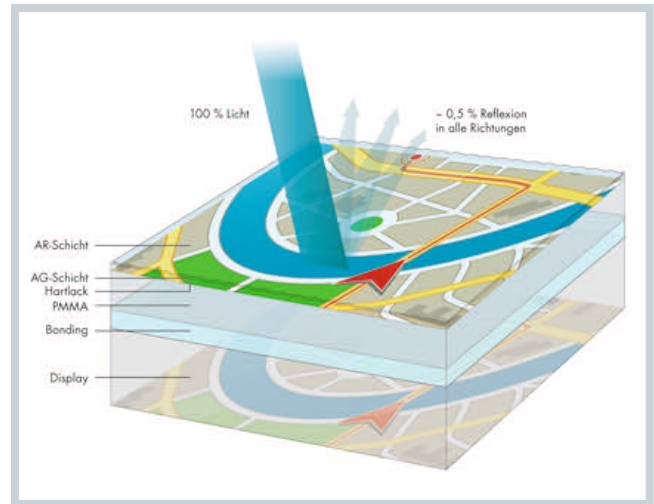 100 % Licht
~ 0,5 % Reflexion
in alle Richtungen
AR-Schicht
AG-Schicht
Hartlack
PMMA
Bonding
Display